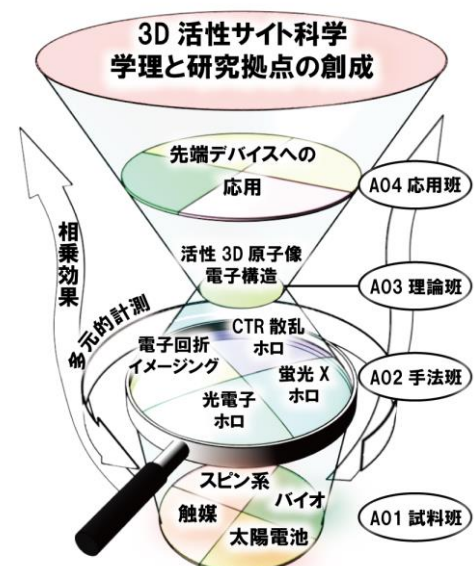 3D 活性サイト科学
学理と研究拠点の創成
先端デバイスへの
応用
A04 応用班
相乗効果
活性 3D 原子像
電子構造
A03 理論班
多元的計測
CTR 散乱
ホロ
電子回折
イメージング
蛍光 X
ホロ
光電子
ホロ
A02 手法班
スピン系
バイオ
触媒
太陽電池
A01 試料班